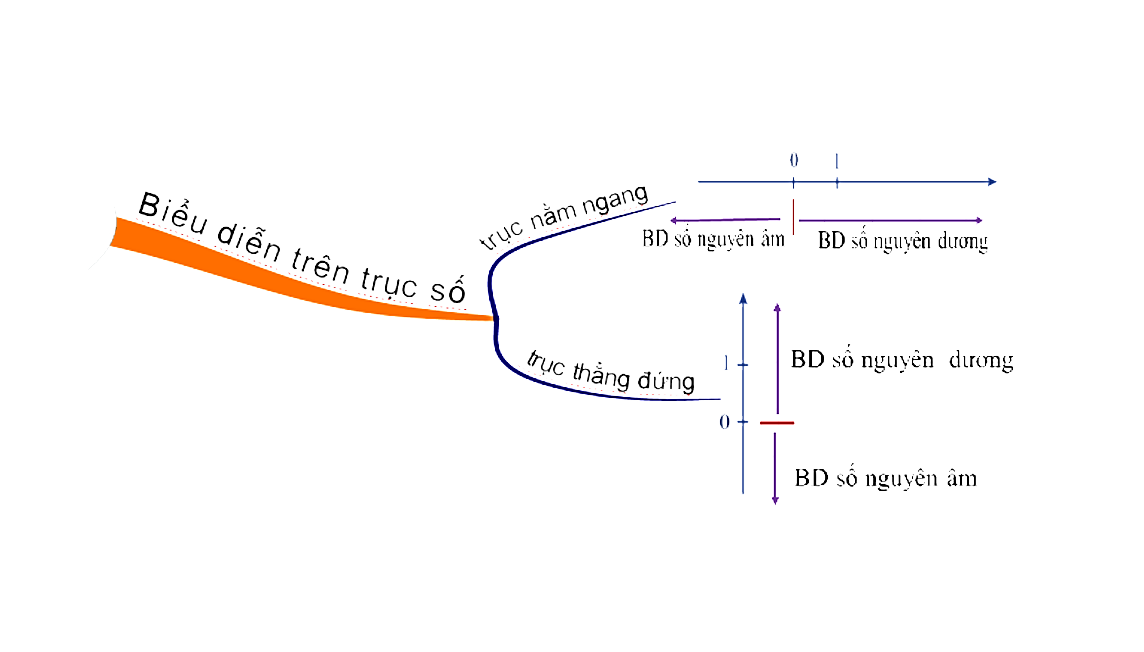 Biểu diễn trên trục số
trục nằm ngang
0 1
BD số nguyên âm
BD số nguyên dương
trục thẳng đứng
1
0
BD số nguyên dương
BD số nguyên âm